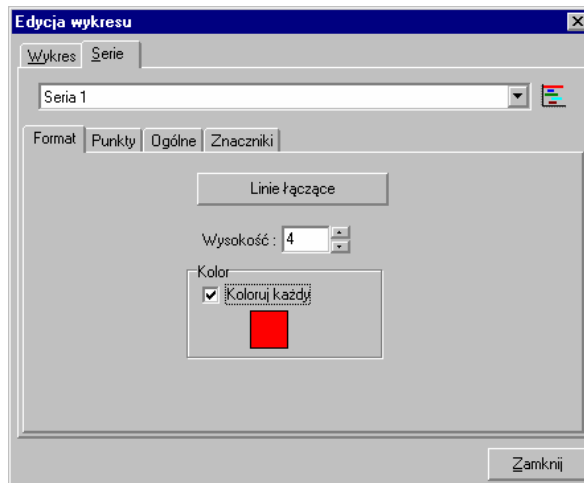 Edycja wykresu
Wykres Serie
Seria 1
Format Punkty Ogólne Znaczniki
Linie łączące
Wysokość : 4
Kolor
Koloruj każdy
Zamknij